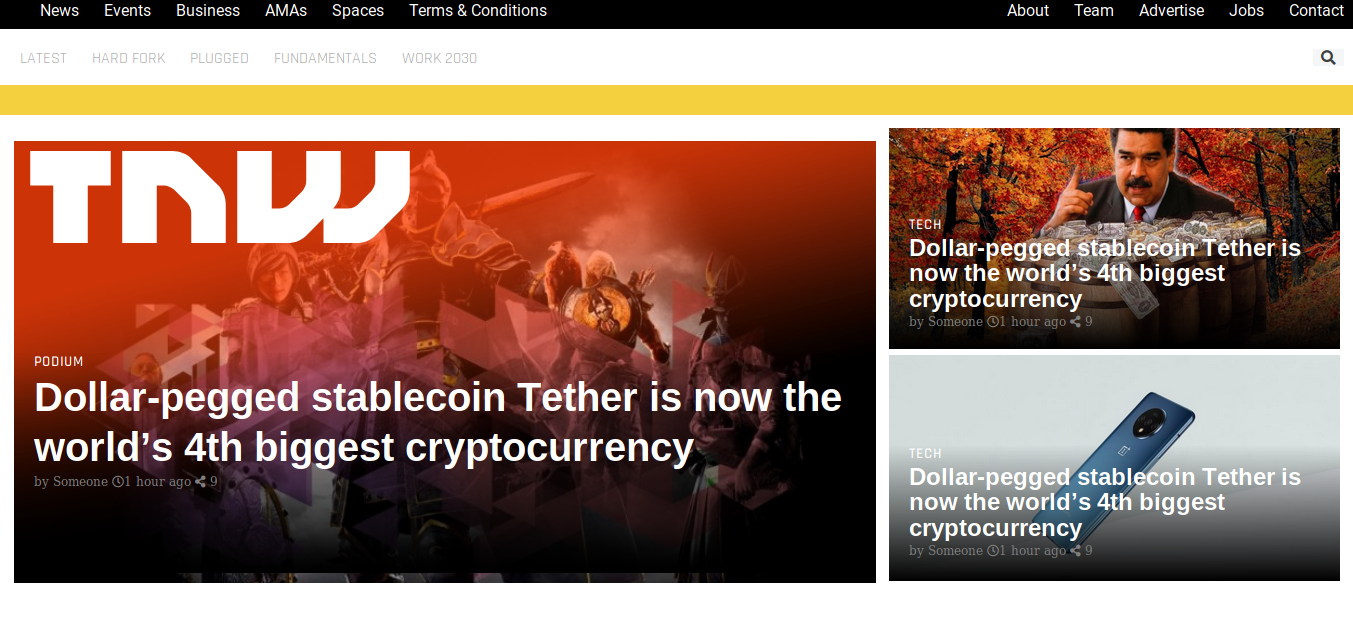 News Events Business AMAs Spaces Terms & Conditions About Team Advertise Jobs Contact
LATEST HARD FORK PLUGGED FUNDAMENTALS WORK 2030
TNW
PODIUM
Dollar-pegged stablecoin Tether is now the
world’s 4th biggest cryptocurrency
by Someone 1 hour ago 9
TECH
Dollar-pegged stablecoin Tether is
now the world’s 4th biggest
cryptocurrency
by Someone 1 hour ago 9
TECH
Dollar-pegged stablecoin Tether is
now the world’s 4th biggest
cryptocurrency
by Someone 1 hour ago 9